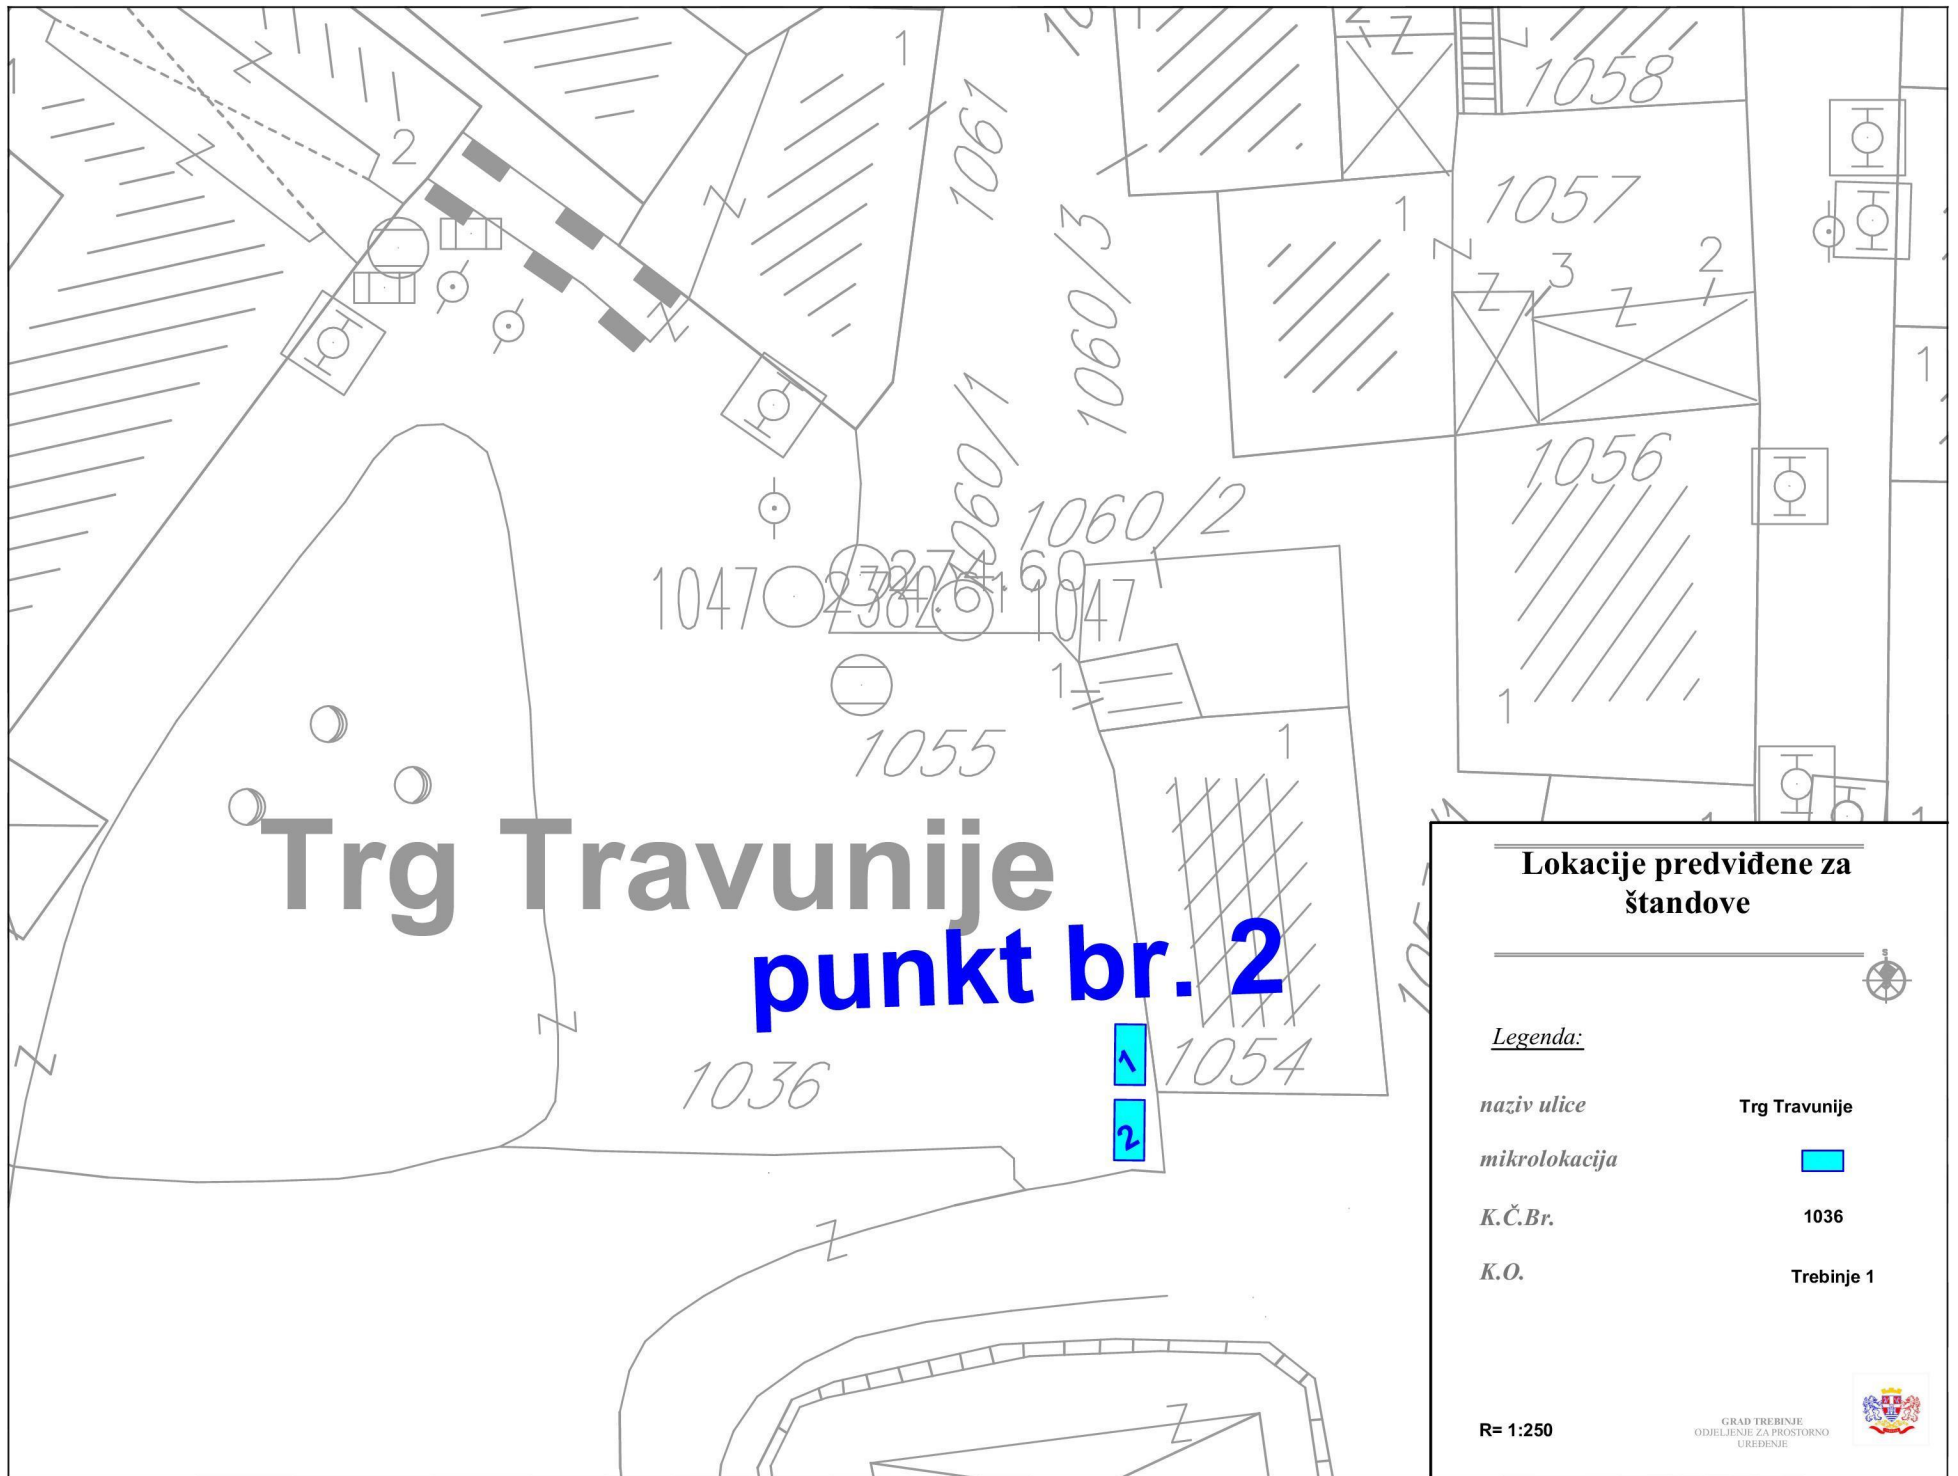 1
2
1
1061
1058
1057
1
1060/3
3
2
1
1060/1
1056
1060/2
1047
1047
1
1
1055
1
Trg Travunije
punkt br. 2
1
1054
2
1036
Lokacije predviđene za
štandove
Legenda:
naziv ulice Trg Travunije
mikrolokacija
K.Č.Br. 1036
K.O. Trebinje 1
R= 1:250
GRAD TREBINJE
ODJELJENJE ZA PROSTORNO
UREĐENJE